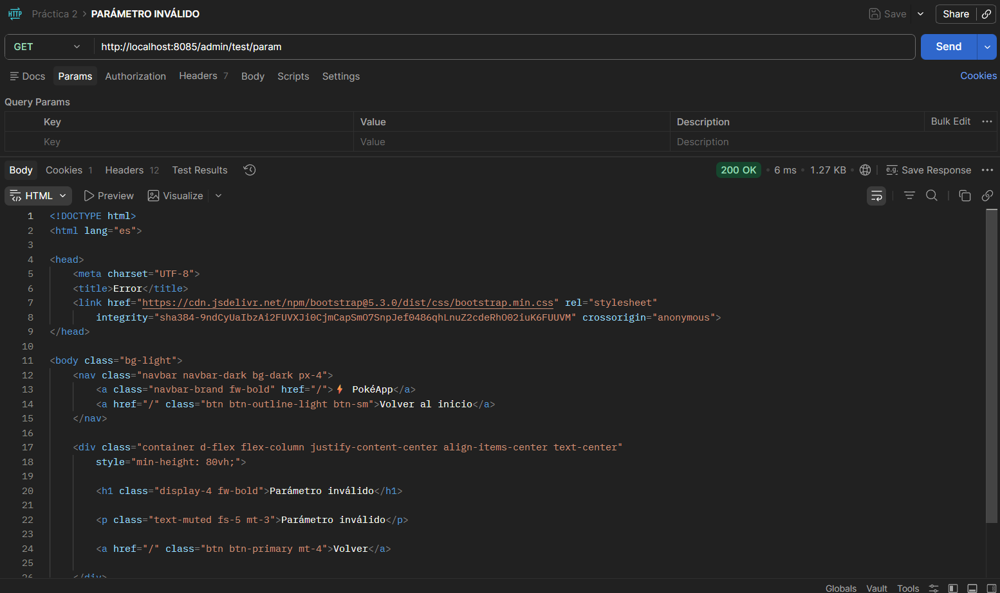 HTTP Práctica 2 > PARÁMETRO INVÁLIDO Save Share
GET http://localhost:8085/admin/test/param Send
Docs Params Authorization Headers 7 Body Scripts Settings Cookies
Query Params
Key Value Description Bulk Edit
Key Value Description
Body Cookies 1 Headers 12 Test Results 200 OK • 6 ms • 1.27 KB • e.g. Save Response
HTML Preview Visualize
1 <!DOCTYPE html>
2 <html lang="es">
3
4 <head>
5 <meta charset="UTF-8">
6 <title>Error</title>
7 <link href="https://cdn.jsdelivr.net/npm/bootstrap@5.3.0/dist/css/bootstrap.min.css" rel="stylesheet"
8 integrity="sha384-9ndCyUaIbzAi2FUVXJi0CjmCapSmO7SnpJef0486qhLnuZ2cdeRhO02iuK6FUUVM" crossorigin="anonymous">
9 </head>
10
11 <body class="bg-light">
12 <nav class="navbar navbar-dark bg-dark px-4">
13 <a class="navbar-brand fw-bold" href="/">⚡ PokéApp</a>
14 <a href="/" class="btn btn-outline-light btn-sm">Volver al inicio</a>
15 </nav>
16
17 <div class="container d-flex flex-column justify-content-center align-items-center text-center"
18 style="min-height: 80vh;">
19
20 <h1 class="display-4 fw-bold">Parámetro inválido</h1>
21
22 <p class="text-muted fs-5 mt-3">Parámetro inválido</p>
23
24 <a href="/" class="btn btn-primary mt-4">Volver</a>
25
26 </div>
Globals Vault Tools